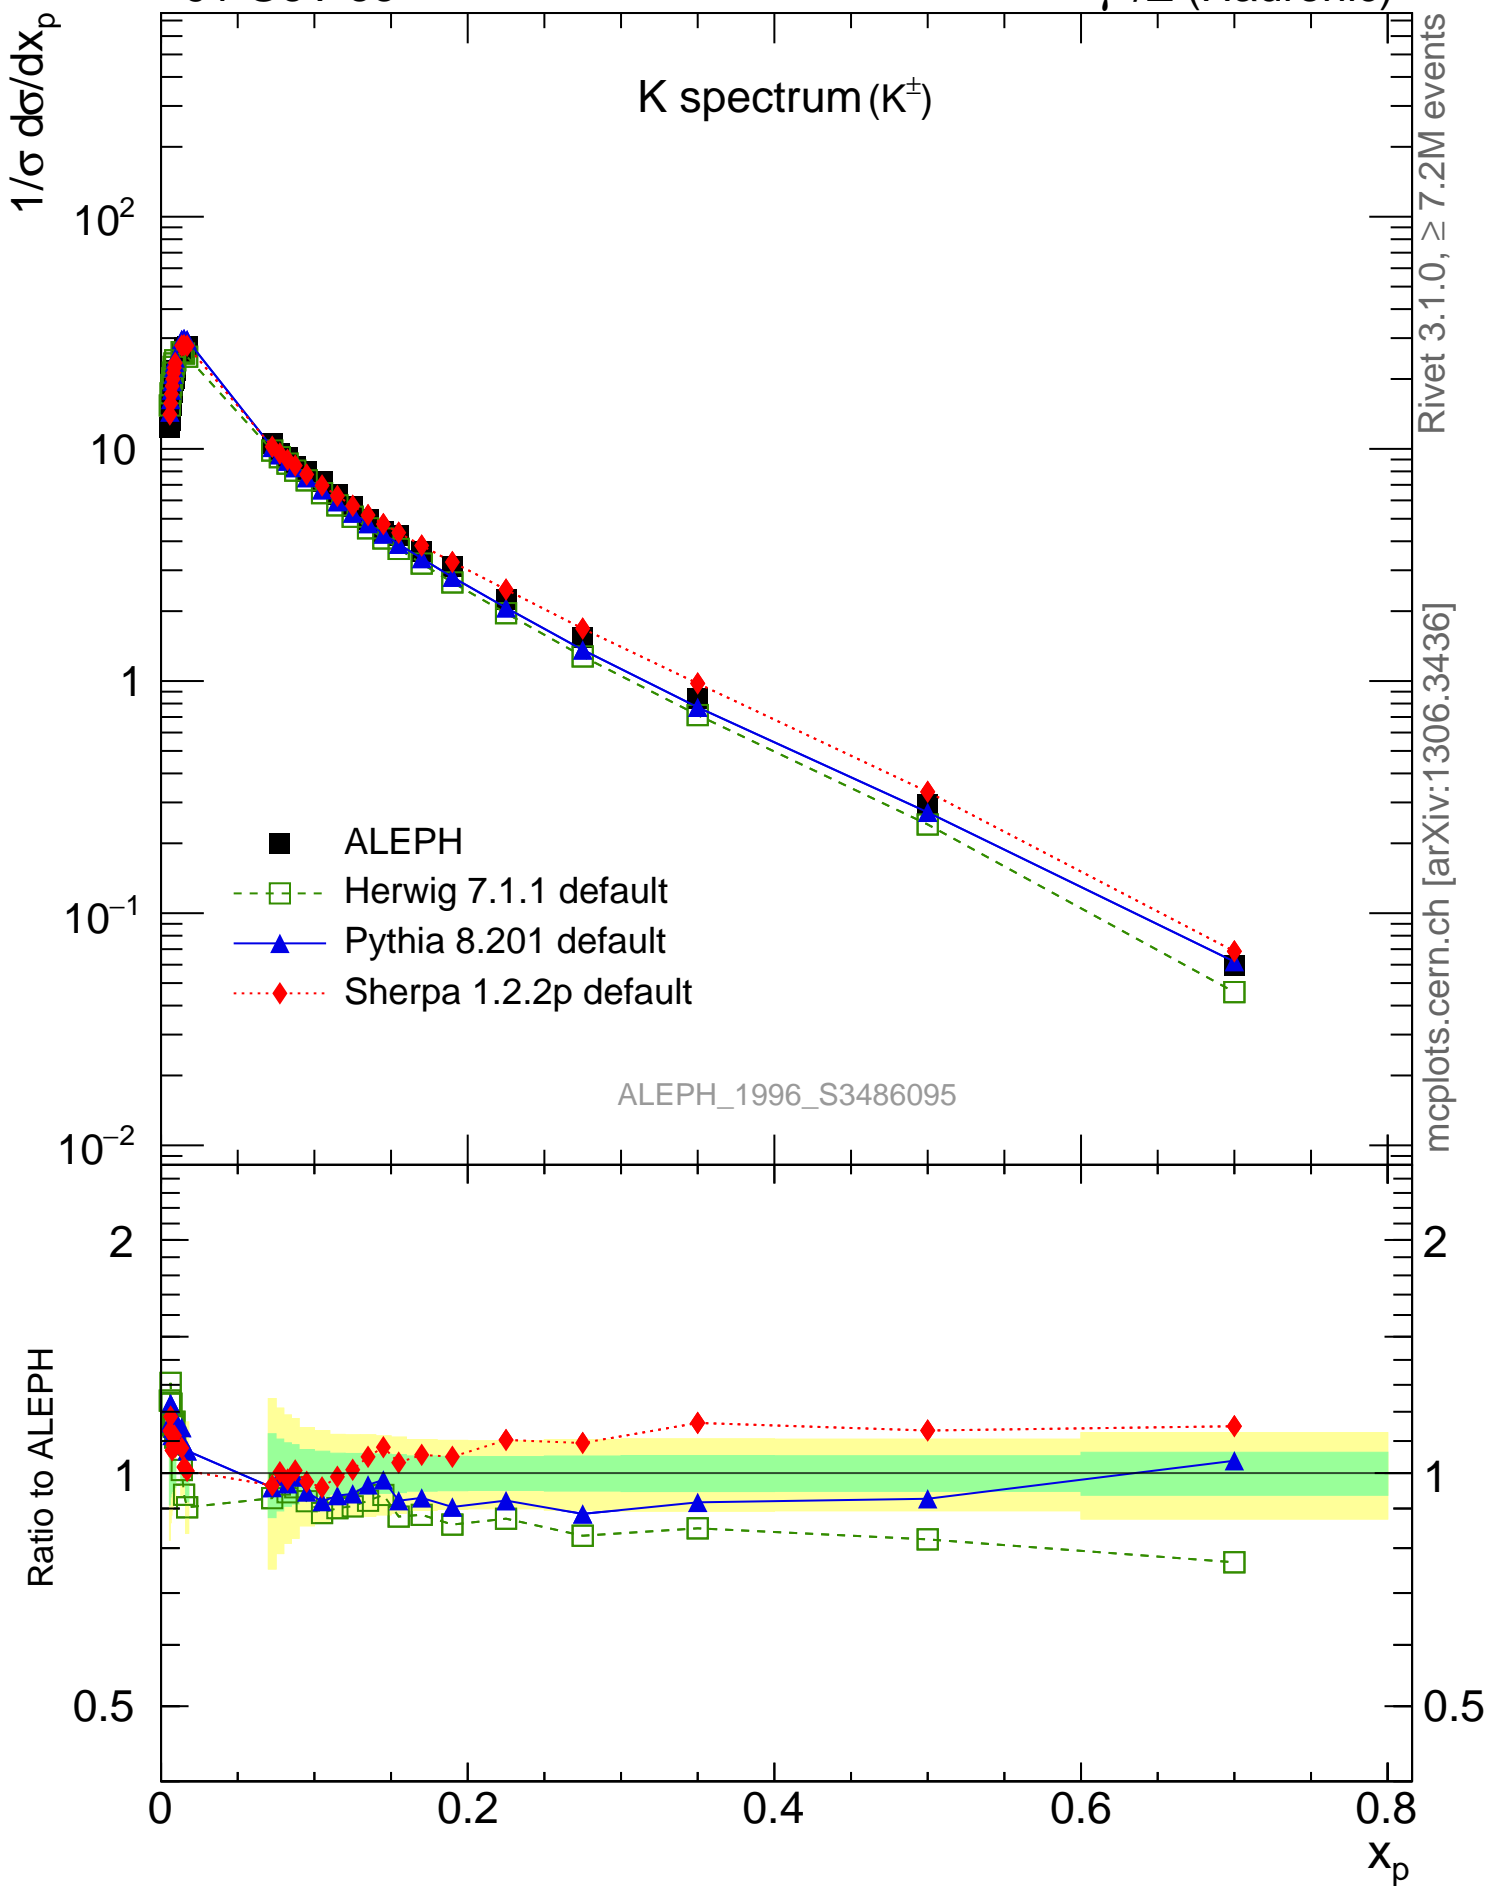 1/σ dσ/dxₚ
K spectrum (K±)
10²
10
1
10⁻¹
10⁻²
ALEPH
Herwig 7.1.1 default
Pythia 8.201 default
Sherpa 1.2.2p default
ALEPH_1996_S3486095
Rivet 3.1.0, ≥ 7.2M events
mcplots.cern.ch [arXiv:1306.3436]
Ratio to ALEPH
2
1
0.5
2
1
0.5
0
0.2
0.4
0.6
0.8
xₚ